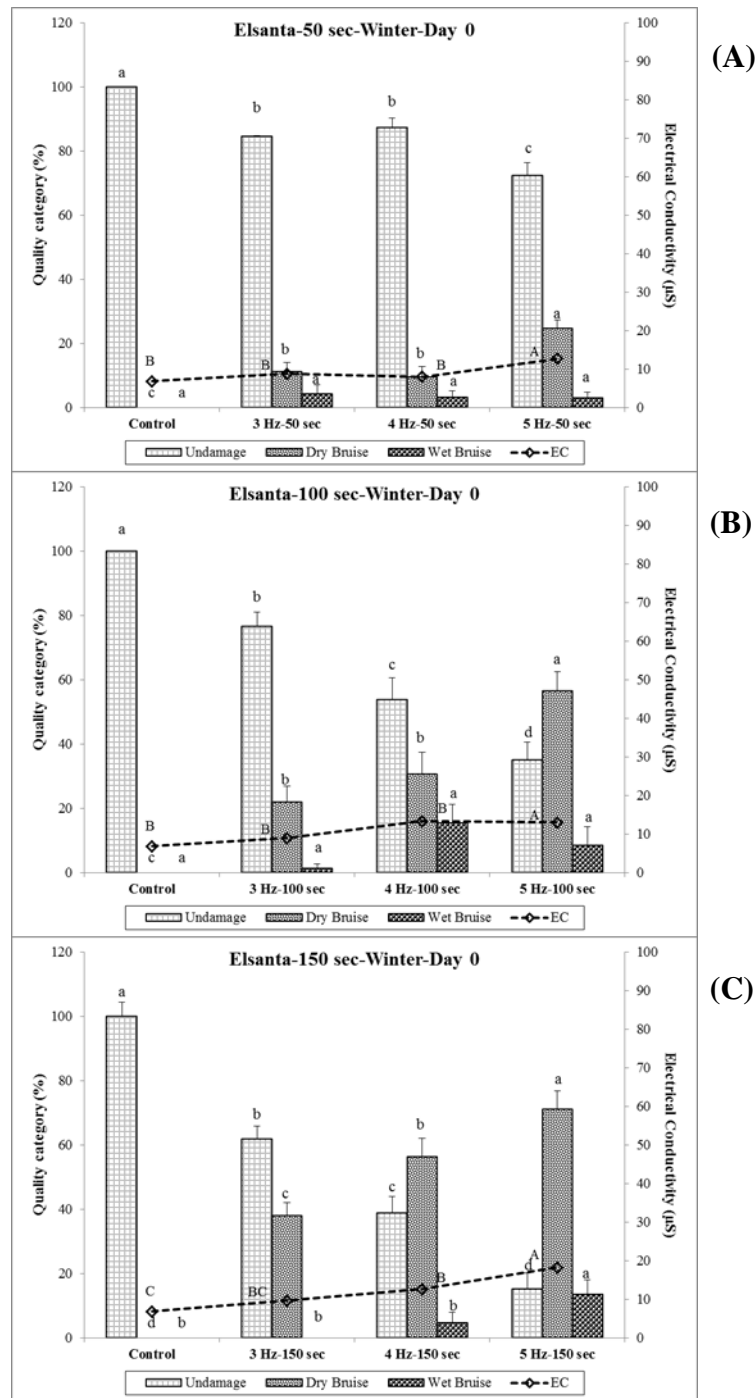 Elsanta-50 sec-Winter-Day 0
(A)
120
100
80
60
40
20
0
Quality category (%)
100
90
80
70
60
50
40
30
20
10
0
Electrical Conductivity (µS)
a
b
b
c
B
c
a
B
b
a
b
B
a
A
a
a
Control
3 Hz-50 sec
4 Hz-50 sec
5 Hz-50 sec
Undamage
Dry Bruise
Wet Bruise
EC
Elsanta-100 sec-Winter-Day 0
(B)
120
100
80
60
40
20
0
Quality category (%)
100
90
80
70
60
50
40
30
20
10
0
Electrical Conductivity (µS)
a
b
c
d
B
c
a
B
b
a
b
B
a
A
a
a
Control
3 Hz-100 sec
4 Hz-100 sec
5 Hz-100 sec
Undamage
Dry Bruise
Wet Bruise
EC
Elsanta-150 sec-Winter-Day 0
(C)
120
100
80
60
40
20
0
Quality category (%)
100
90
80
70
60
50
40
30
20
10
0
Electrical Conductivity (µS)
a
b
c
d
C
d
b
BC
c
b
b
B
b
A
a
a
Control
3 Hz-150 sec
4 Hz-150 sec
5 Hz-150 sec
Undamage
Dry Bruise
Wet Bruise
EC